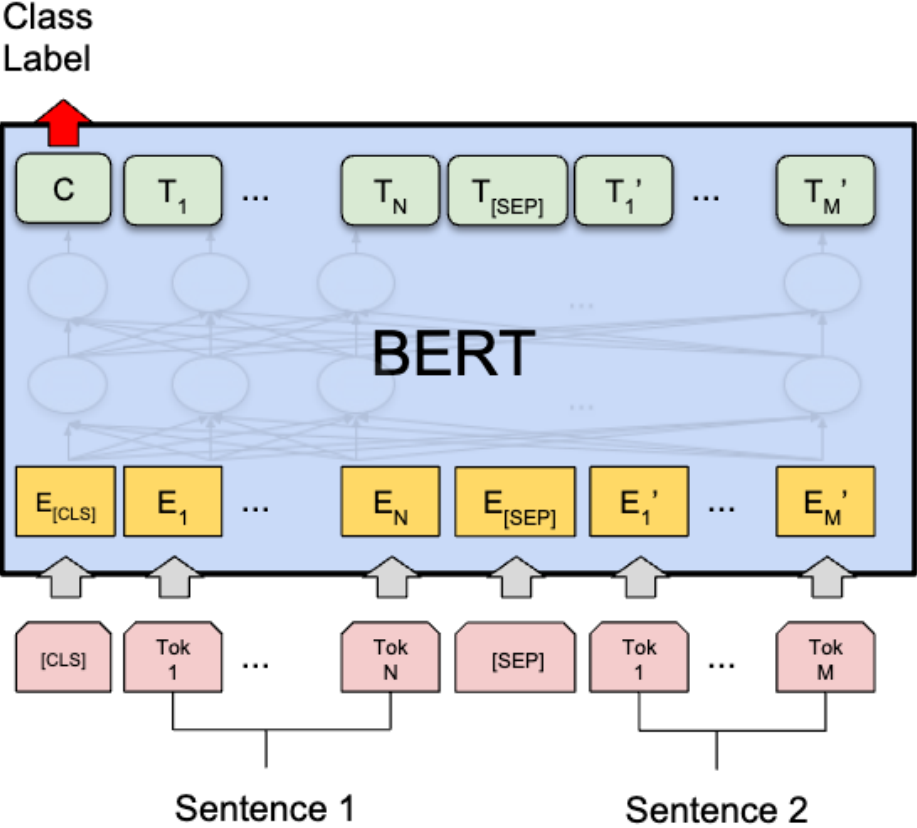 Class
Label
C T1 ... TN T[SEP] T1’ ... TM’
...
BERT
...
E[CLS] E1 ... EN E[SEP] E1’ ... EM’
[CLS] Tok 1 ... Tok N [SEP] Tok 1 ... Tok M
Sentence 1 Sentence 2